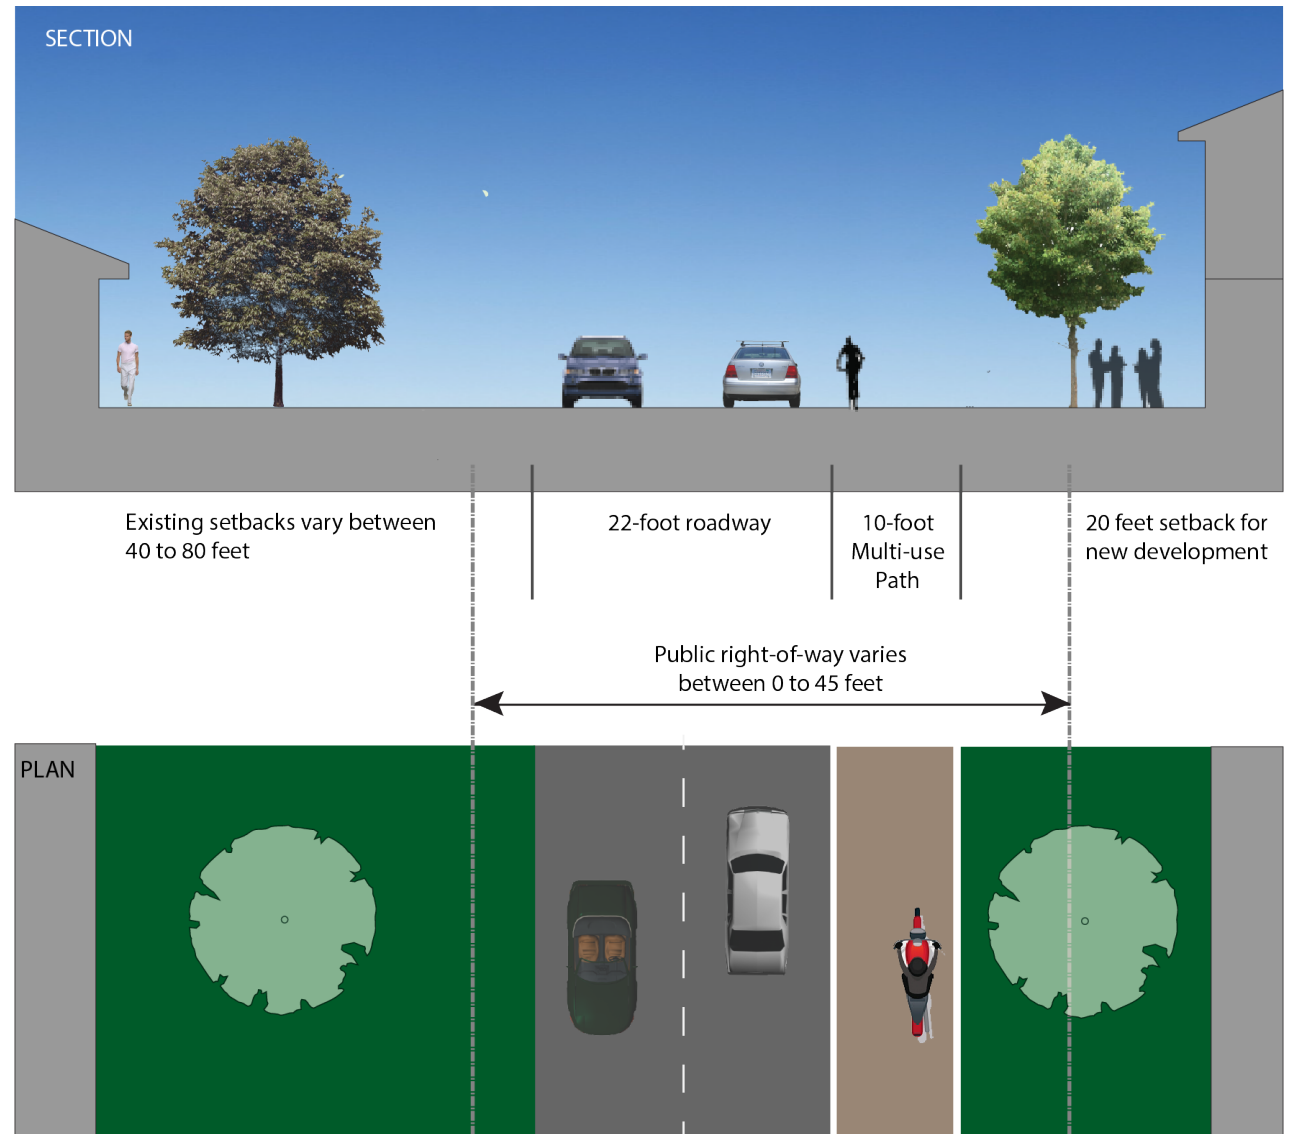 SECTION
Existing setbacks vary between
40 to 80 feet
22-foot roadway
10-foot
Multi-use
Path
20 feet setback for
new development
Public right-of-way varies
between 0 to 45 feet
PLAN